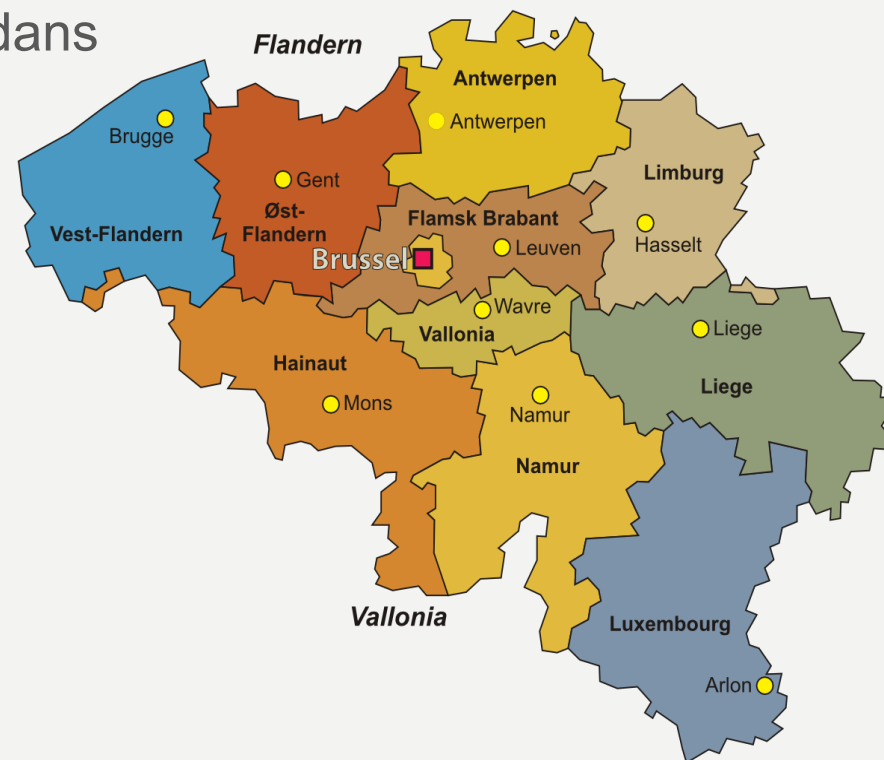 dans
Flandern
Antwerpen
Antwerpen
Brugge
Limburg
Gent
Øst-
Flandern
Vest-Flandern
Flamsk Brabant
Hasselt
Leuven
Brussel
Wavre
Vallonia
Liege
Hainaut
Liege
Mons
Namur
Namur
Vallonia
Luxembourg
Arlon